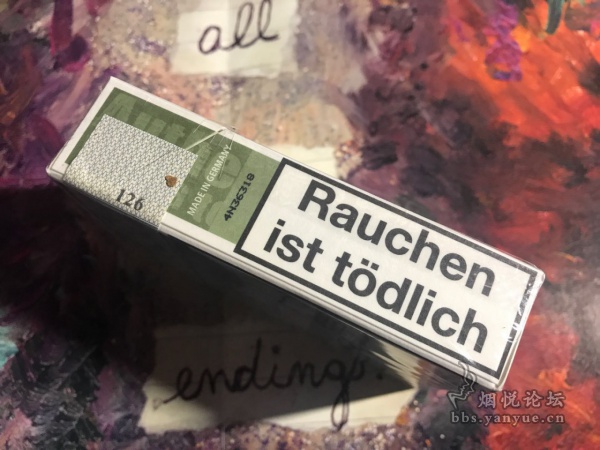 all
126
MADE IN GERMANY
4N36318
Rauchen
ist tödlich
endings.
烟悦论坛
bbs.yanyue.cn